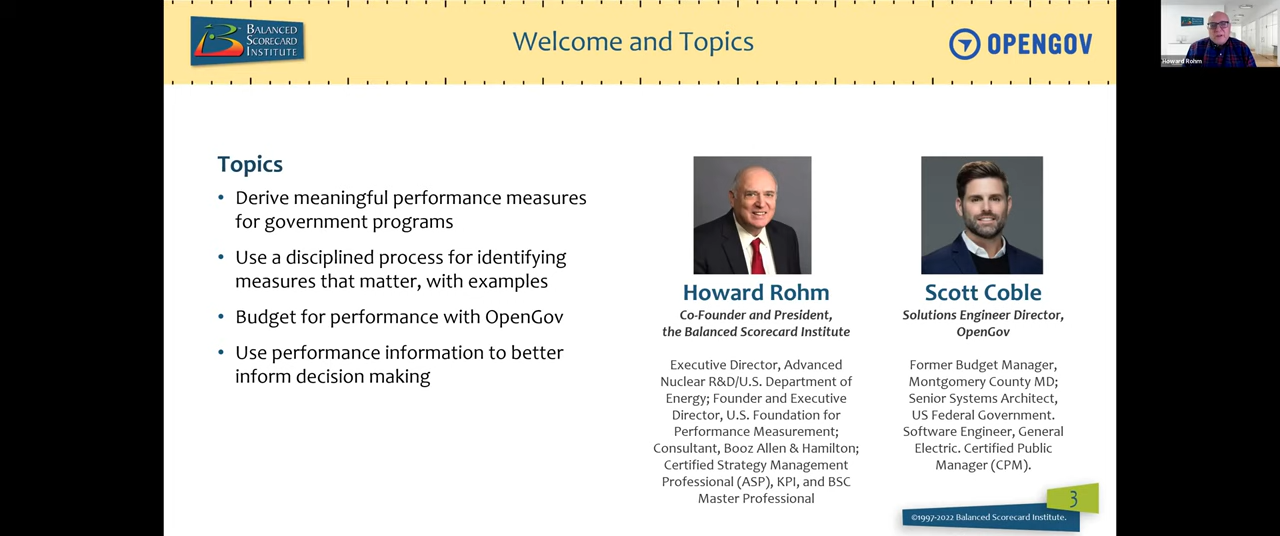 BALANCED
SCORECARD
INSTITUTE
Welcome and Topics
OPENGOV
Howard Rohm
Topics
• Derive meaningful performance measures
for government programs
• Use a disciplined process for identifying
measures that matter, with examples
• Budget for performance with OpenGov
• Use performance information to better
inform decision making
Howard Rohm
Co-Founder and President,
the Balanced Scorecard Institute
Executive Director, Advanced
Nuclear R&D/U.S. Department of
Energy; Founder and Executive
Director, U.S. Foundation for
Performance Measurement;
Consultant, Booz Allen & Hamilton;
Certified Strategy Management
Professional (ASP), KPI, and BSC
Master Professional
Scott Coble
Solutions Engineer Director,
OpenGov
Former Budget Manager,
Montgomery County MD;
Senior Systems Architect,
US Federal Government.
Software Engineer, General
Electric. Certified Public
Manager (CPM).
3
©1997-2022 Balanced Scorecard Institute.